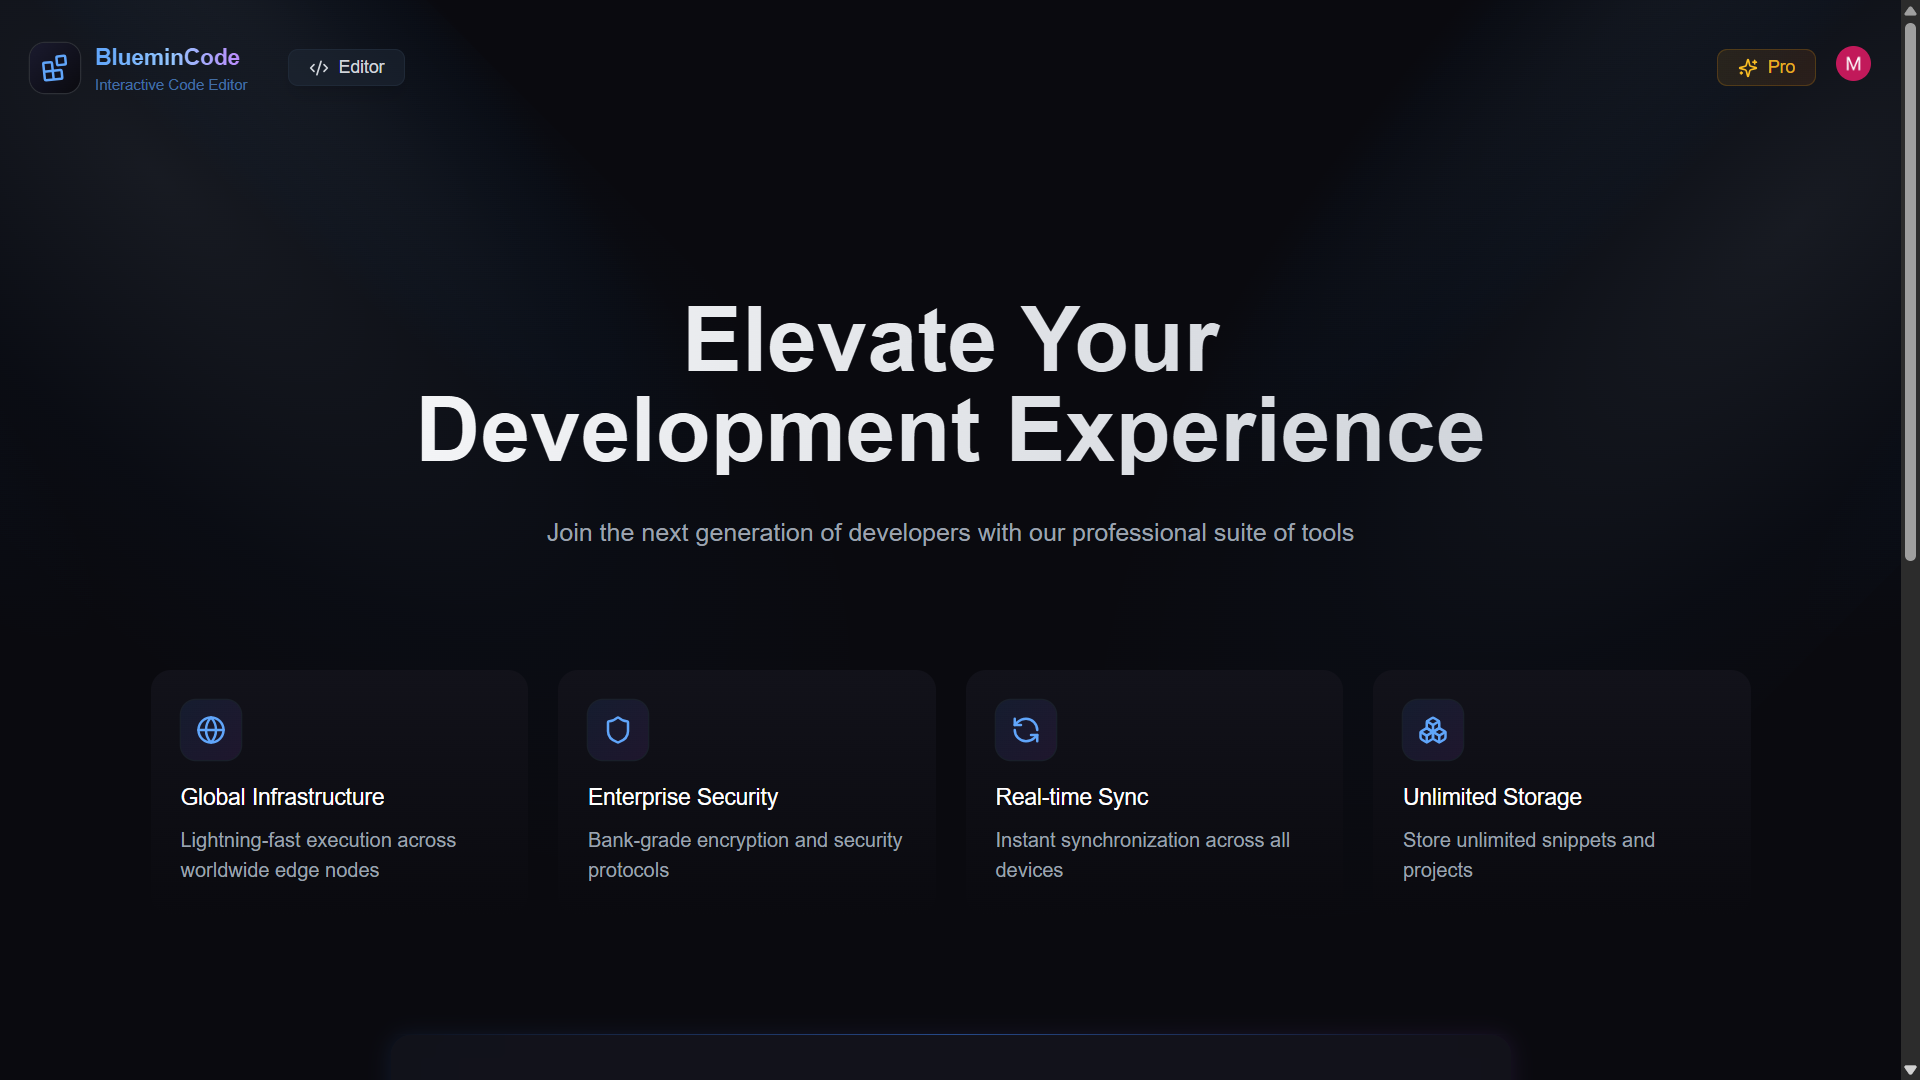 BlueminCode
Interactive Code Editor
Editor
Pro
M
Elevate Your
Development Experience
Join the next generation of developers with our professional suite of tools
Global Infrastructure
Lightning-fast execution across
worldwide edge nodes
Enterprise Security
Bank-grade encryption and security
protocols
Real-time Sync
Instant synchronization across all
devices
Unlimited Storage
Store unlimited snippets and
projects